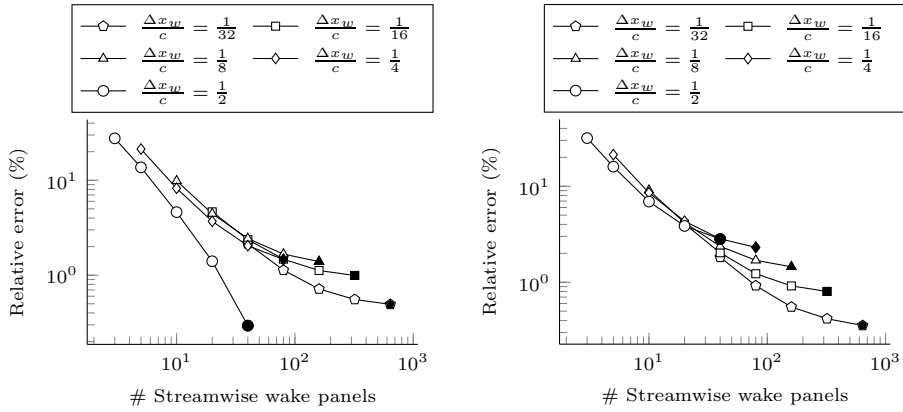 Δx_w/c = 1/32 Δx_w/c = 1/16
Δx_w/c = 1/8 Δx_w/c = 1/4
Δx_w/c = 1/2
Relative error (%)
10^1
10^0
10^1 10^2 10^3
# Streamwise wake panels
Δx_w/c = 1/32 Δx_w/c = 1/16
Δx_w/c = 1/8 Δx_w/c = 1/4
Δx_w/c = 1/2
Relative error (%)
10^1
10^0
10^1 10^2 10^3
# Streamwise wake panels